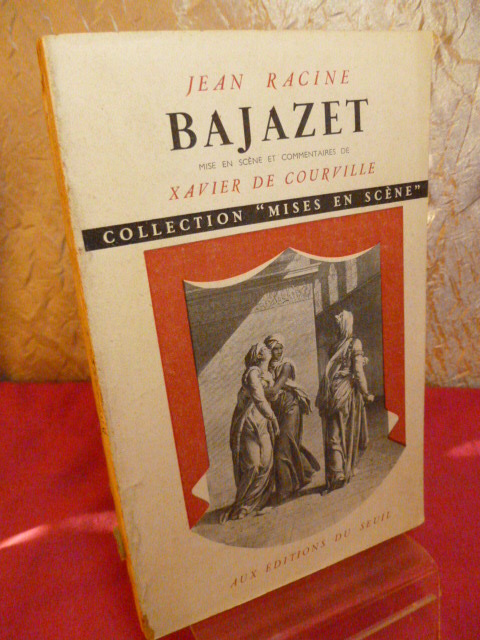 JEAN RACINE
BAJAZET
MISE EN SCÈNE ET COMMENTAIRES DE
XAVIER DE COURVILLE
COLLECTION "MISES EN SCÈNE"
AUX EDITIONS DU SEUIL